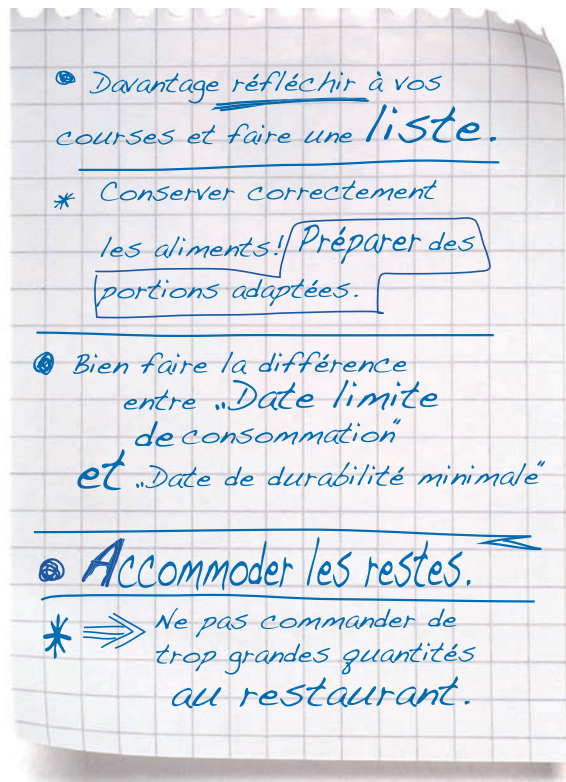 Davantage réfléchir à vos
courses et faire une liste.
* Conserver correctement
les aliments! Préparer des
portions adaptées.
Bien faire la différence
entre „Date limite
de consommation“
et „Date de durabilité minimale“
Accommoder les restes.
* ⇒ Ne pas commander de
trop grandes quantités
au restaurant.